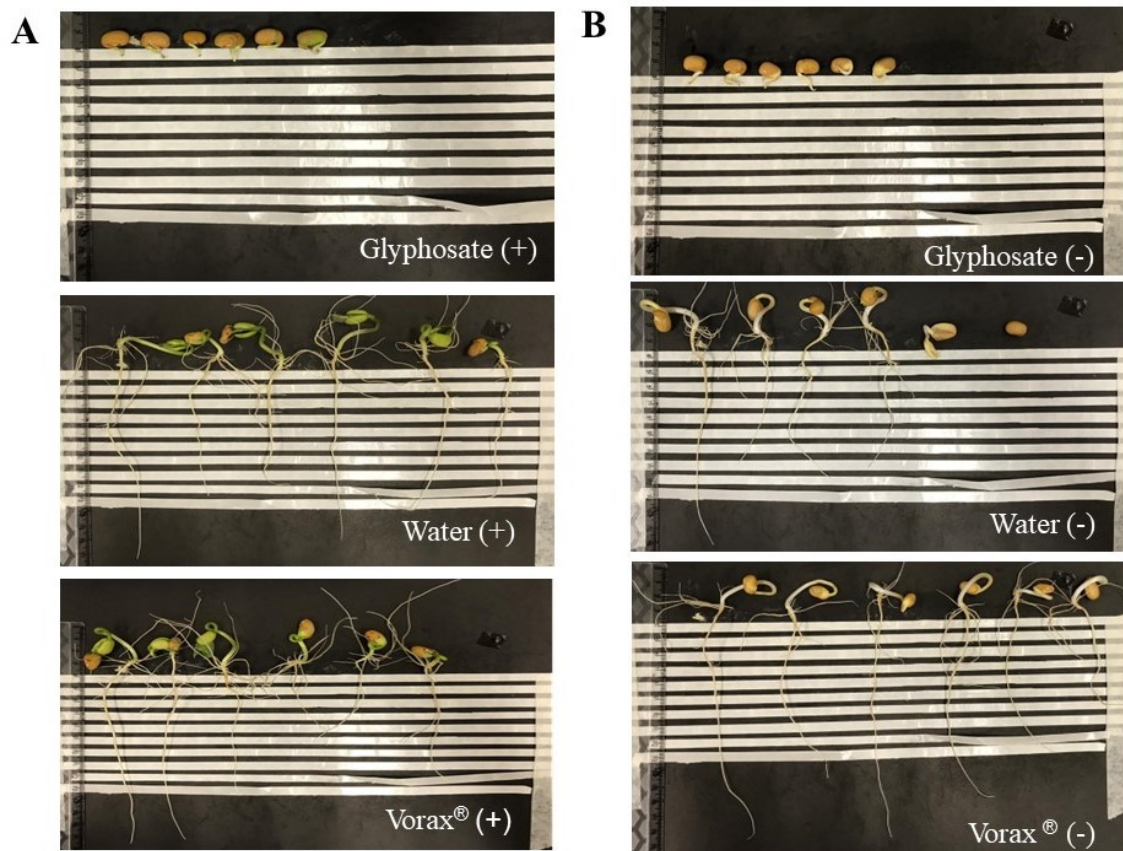 A
B
Glyphosate (+)
Glyphosate (-)
Water (+)
Water (-)
Vorax® (+)
Vorax ® (-)